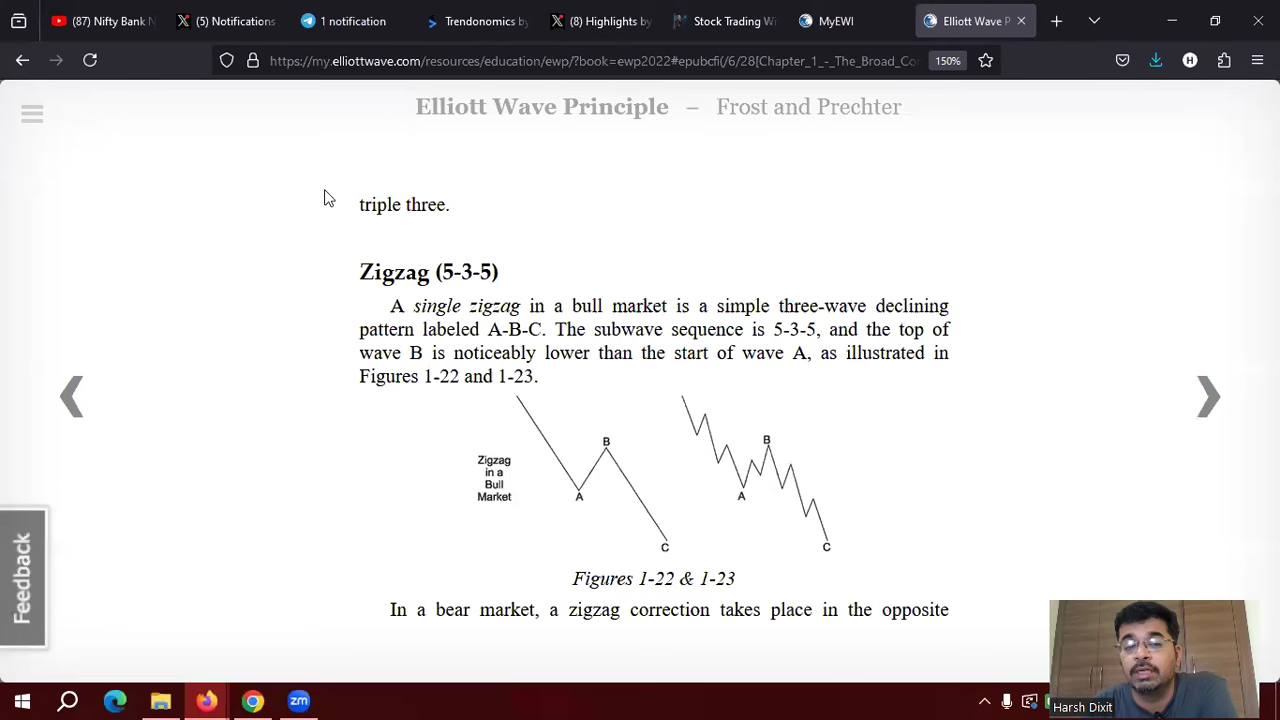 (87) Nifty Bank N
(5) Notifications
1 notification
Trendonomics by
(8) Highlights by
Stock Trading Wi
MyEWI
Elliott Wave P
https://my.elliottwave.com/resources/education/ewp/?book=ewp2022#epubcfi(/6/28[Chapter_1_-_The_Broad_Cor
150%
H
Elliott Wave Principle – Frost and Prechter
triple three.
Zigzag (5-3-5)
A single zigzag in a bull market is a simple three-wave declining
pattern labeled A-B-C. The subwave sequence is 5-3-5, and the top of
wave B is noticeably lower than the start of wave A, as illustrated in
Figures 1-22 and 1-23.
Zigzag
in a
Bull
Market
A
B
C
A
B
C
Figures 1-22 & 1-23
In a bear market, a zigzag correction takes place in the opposite
Feedback
zm
Harsh Dixit